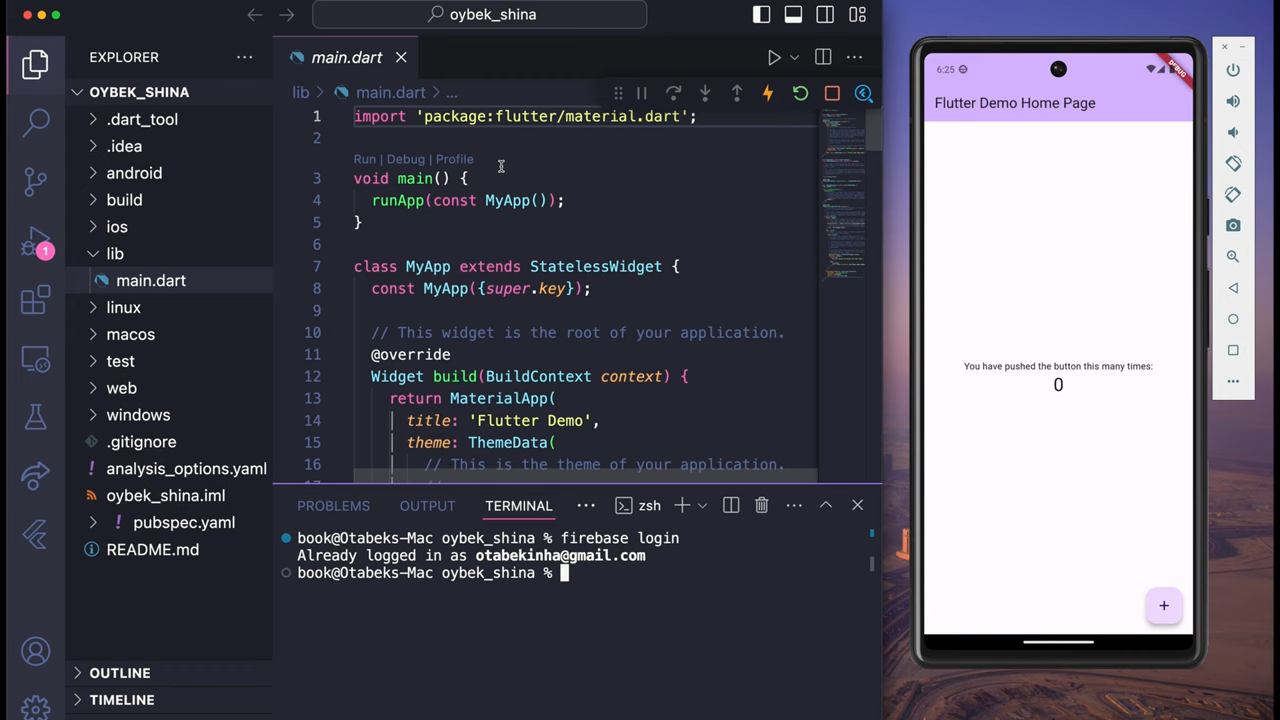 oybek_shina
EXPLORER
OYBEK_SHINA
.dart_tool
.idea
android
build
ios
lib
main.dart
linux
macos
test
web
windows
.gitignore
analysis_options.yaml
oybek_shina.iml
! pubspec.yaml
README.md
OUTLINE
TIMELINE
1
main.dart
lib > main.dart > ...
1 import 'package:flutter/material.dart';
2
Run | Debug | Profile
3 void main() {
4 runApp(const MyApp());
5 }
6
7 class MyApp extends StatelessWidget {
8 const MyApp({super.key});
9
10 // This widget is the root of your application.
11 @override
12 Widget build(BuildContext context) {
13 return MaterialApp(
14 title: 'Flutter Demo',
15 theme: ThemeData(
16 // This is the theme of your application.
PROBLEMS OUTPUT TERMINAL ... zsh
book@Otabeks-Mac oybek_shina % firebase login
Already logged in as otabekinha@gmail.com
book@Otabeks-Mac oybek_shina %
6:25
DEBUG
Flutter Demo Home Page
You have pushed the button this many times:
0
+